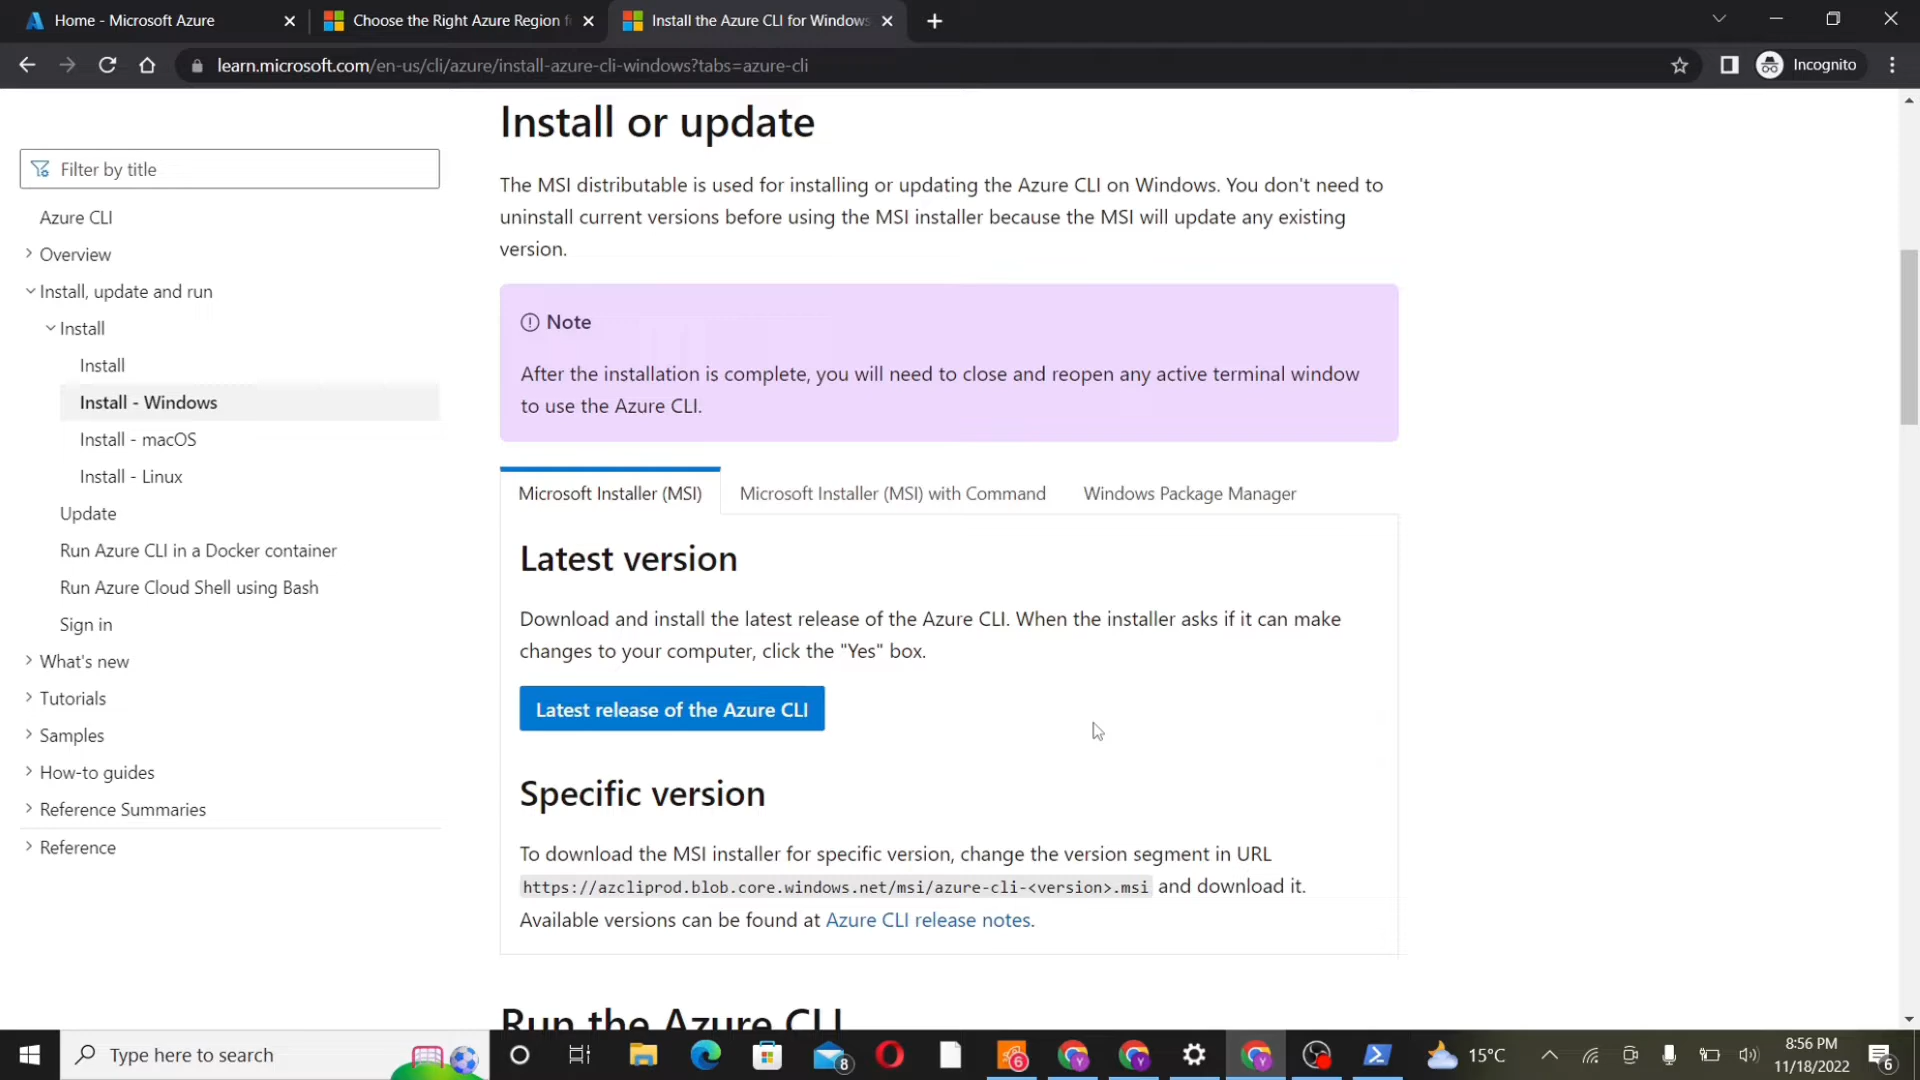 Home - Microsoft Azure
Choose the Right Azure Region f
Install the Azure CLI for Windows
learn.microsoft.com/en-us/cli/azure/install-azure-cli-windows?tabs=azure-cli
Incognito
Filter by title
Azure CLI
Overview
Install, update and run
Install
Install
Install - Windows
Install - macOS
Install - Linux
Update
Run Azure CLI in a Docker container
Run Azure Cloud Shell using Bash
Sign in
What's new
Tutorials
Samples
How-to guides
Reference Summaries
Reference
Install or update
The MSI distributable is used for installing or updating the Azure CLI on Windows. You don't need to
uninstall current versions before using the MSI installer because the MSI will update any existing
version.
Note
After the installation is complete, you will need to close and reopen any active terminal window
to use the Azure CLI.
Microsoft Installer (MSI)
Microsoft Installer (MSI) with Command
Windows Package Manager
Latest version
Download and install the latest release of the Azure CLI. When the installer asks if it can make
changes to your computer, click the "Yes" box.
Latest release of the Azure CLI
Specific version
To download the MSI installer for specific version, change the version segment in URL
https://azcliprod.blob.core.windows.net/msi/azure-cli-<version>.msi and download it.
Available versions can be found at Azure CLI release notes.
Run the Azure CLI
Type here to search
8
6
15°C
8:56 PM
11/18/2022
6